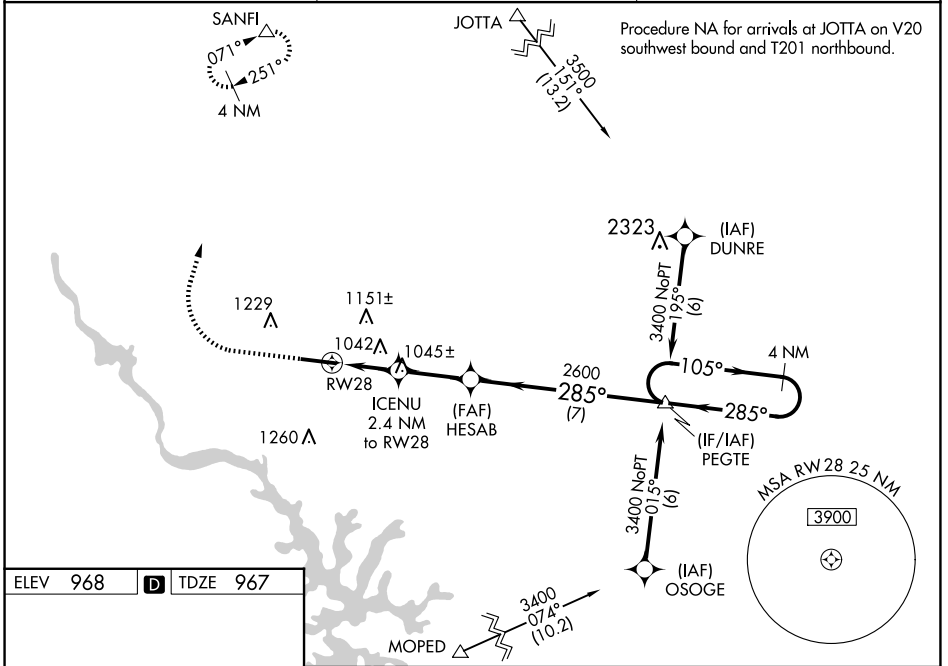 SANFI
071°
251°
4 NM
JOTTA
3500
151°
(13.2)
Procedure NA for arrivals at JOTTA on V20
southwest bound and T201 northbound.
2323
(IAF)
DUNRE
3400 NoPT
195°
(6)
1229
1151±
1042
1045±
RW28
ICENU
2.4 NM
to RW28
(FAF)
HESAB
2600
285°
(7)
105°
4 NM
285°
(IF/IAF)
PEGTE
1260
3400 NoPT
015°
(6)
MSA RW28 25 NM
3900
(IAF)
OSOGE
ELEV 968 D TDZE 967
MOPED
3400
074°
(10.2)